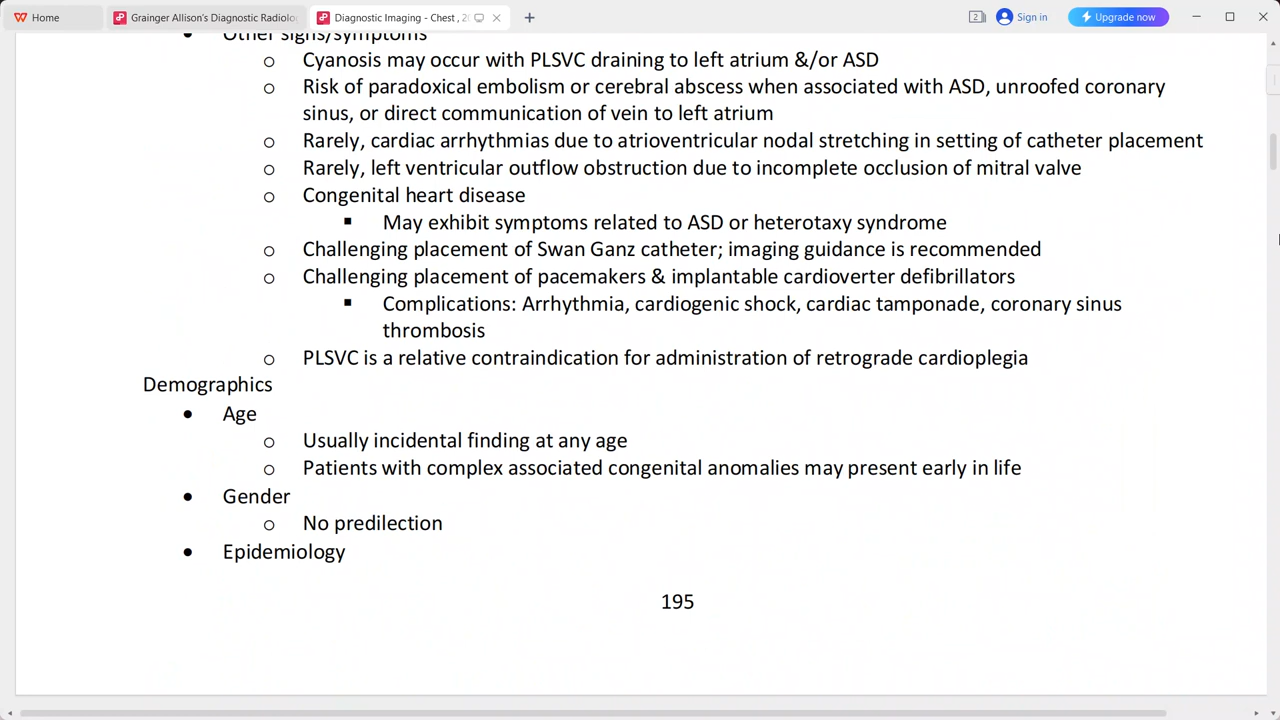 Home
Grainger Allison's Diagnostic Radiolo
Diagnostic Imaging - Chest , 2
2
Sign in
Upgrade now
• Other signs/symptoms
o Cyanosis may occur with PLSVC draining to left atrium &/or ASD
o Risk of paradoxical embolism or cerebral abscess when associated with ASD, unroofed coronary
sinus, or direct communication of vein to left atrium
o Rarely, cardiac arrhythmias due to atrioventricular nodal stretching in setting of catheter placement
o Rarely, left ventricular outflow obstruction due to incomplete occlusion of mitral valve
o Congenital heart disease
▪ May exhibit symptoms related to ASD or heterotaxy syndrome
o Challenging placement of Swan Ganz catheter; imaging guidance is recommended
o Challenging placement of pacemakers & implantable cardioverter defibrillators
▪ Complications: Arrhythmia, cardiogenic shock, cardiac tamponade, coronary sinus
thrombosis
o PLSVC is a relative contraindication for administration of retrograde cardioplegia
Demographics
• Age
o Usually incidental finding at any age
o Patients with complex associated congenital anomalies may present early in life
• Gender
o No predilection
• Epidemiology
195